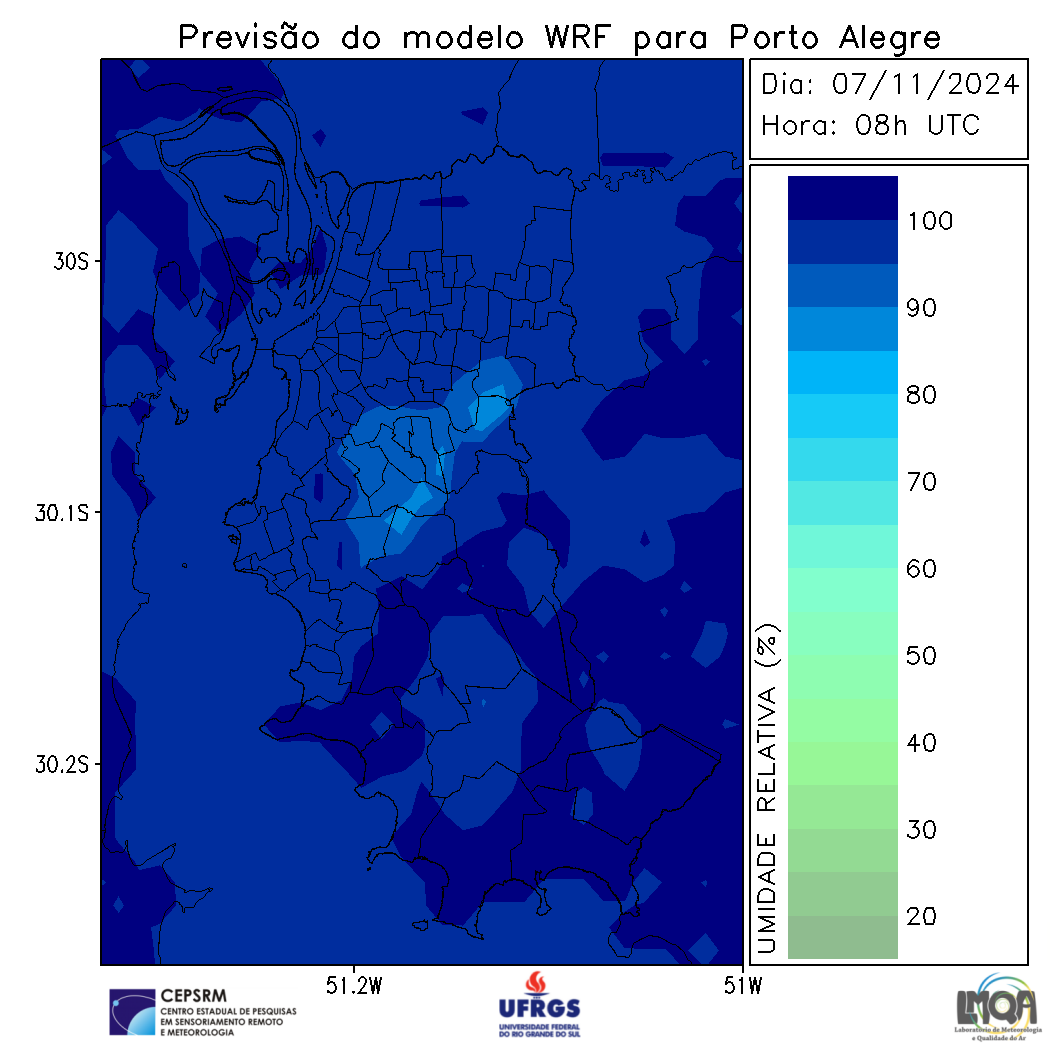 Previsão do modelo WRF para Porto Alegre
Dia: 07/11/2024
Hora: 08h UTC
30S
30.1S
30.2S
51.2W
51W
100
90
80
70
60
50
40
30
20
UMIDADE RELATIVA (%)
CEPSRM
CENTRO ESTADUAL DE PESQUISAS
EM SENSORIAMENTO REMOTO
E METEOROLOGIA
UFRGS
UNIVERSIDADE FEDERAL
DO RIO GRANDE DO SUL
LMQA
Laboratório de Meteorologia
e Qualidade do Ar